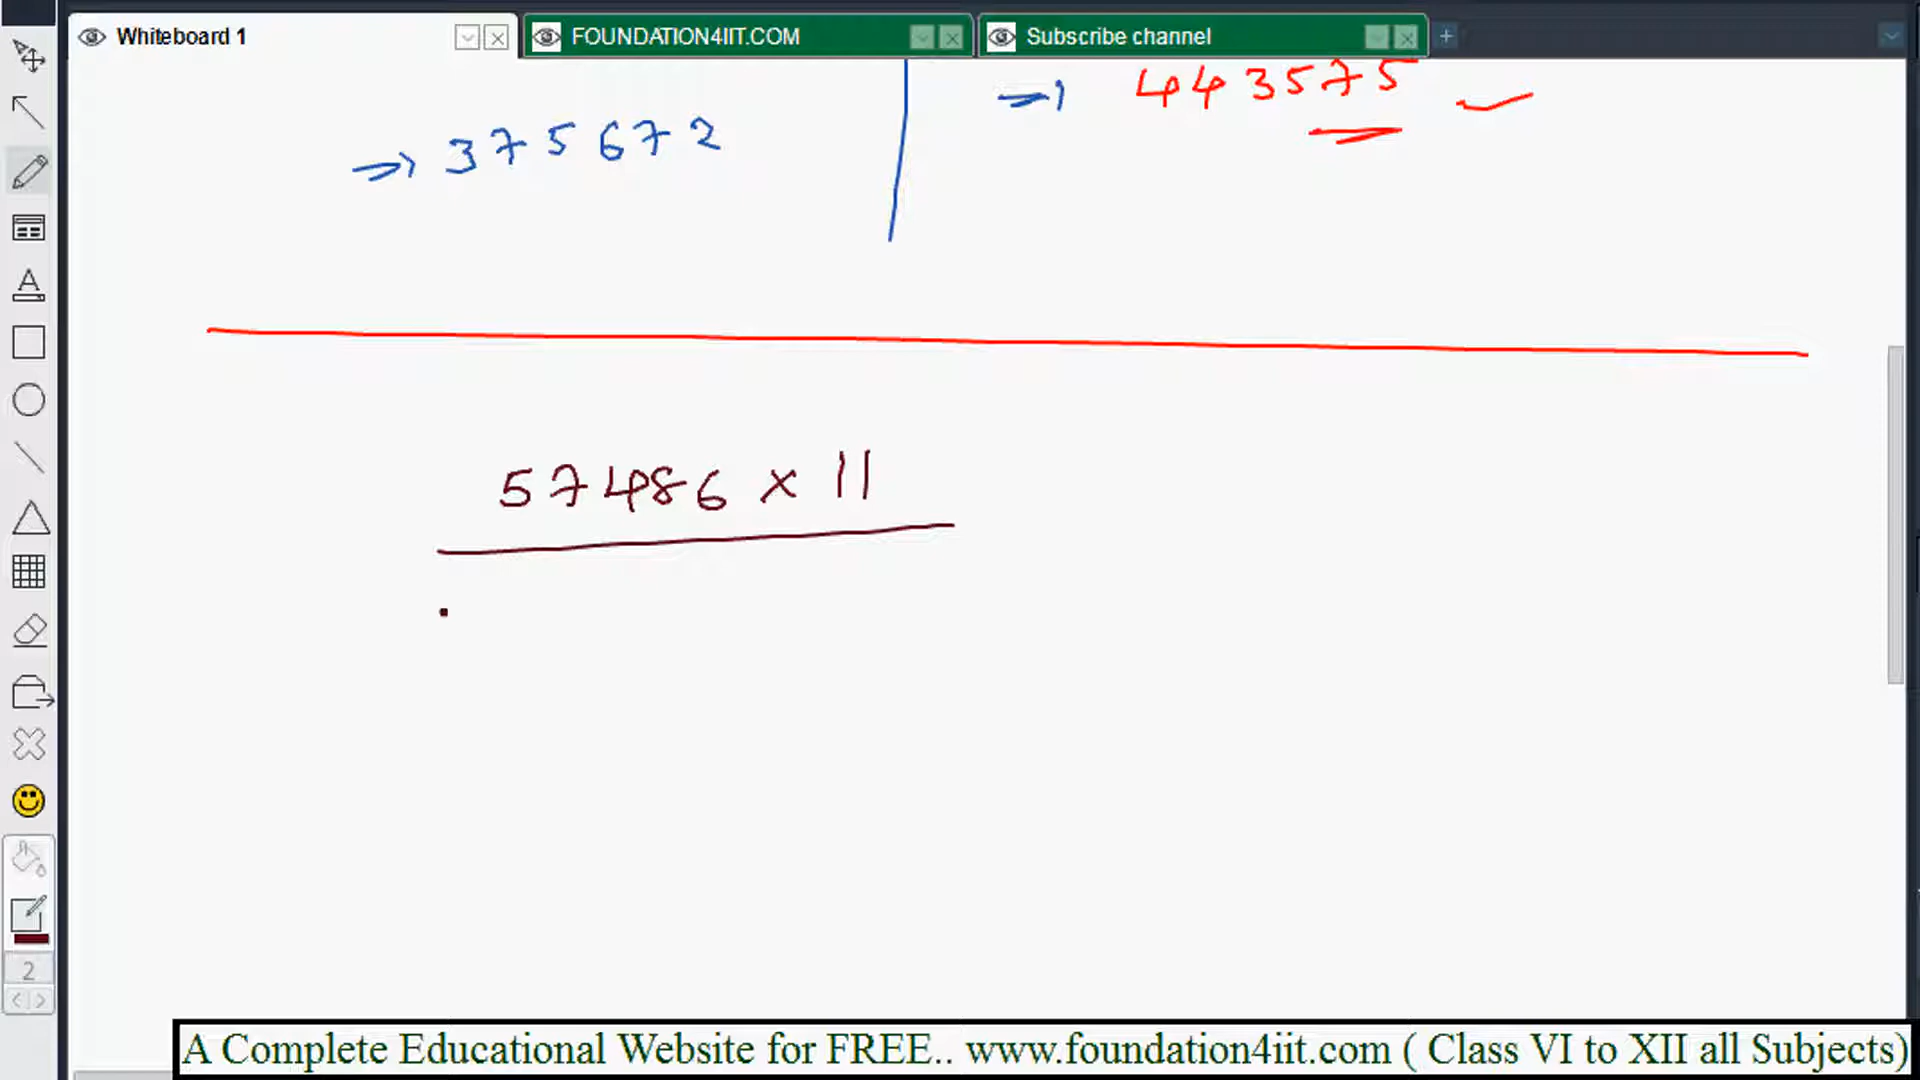 Whiteboard 1
FOUNDATION4IIT.COM
Subscribe channel
⇒ 375672
⇒ 443575
57486 × 11
2
A Complete Educational Website for FREE.. www.foundation4iit.com ( Class VI to XII all Subjects)